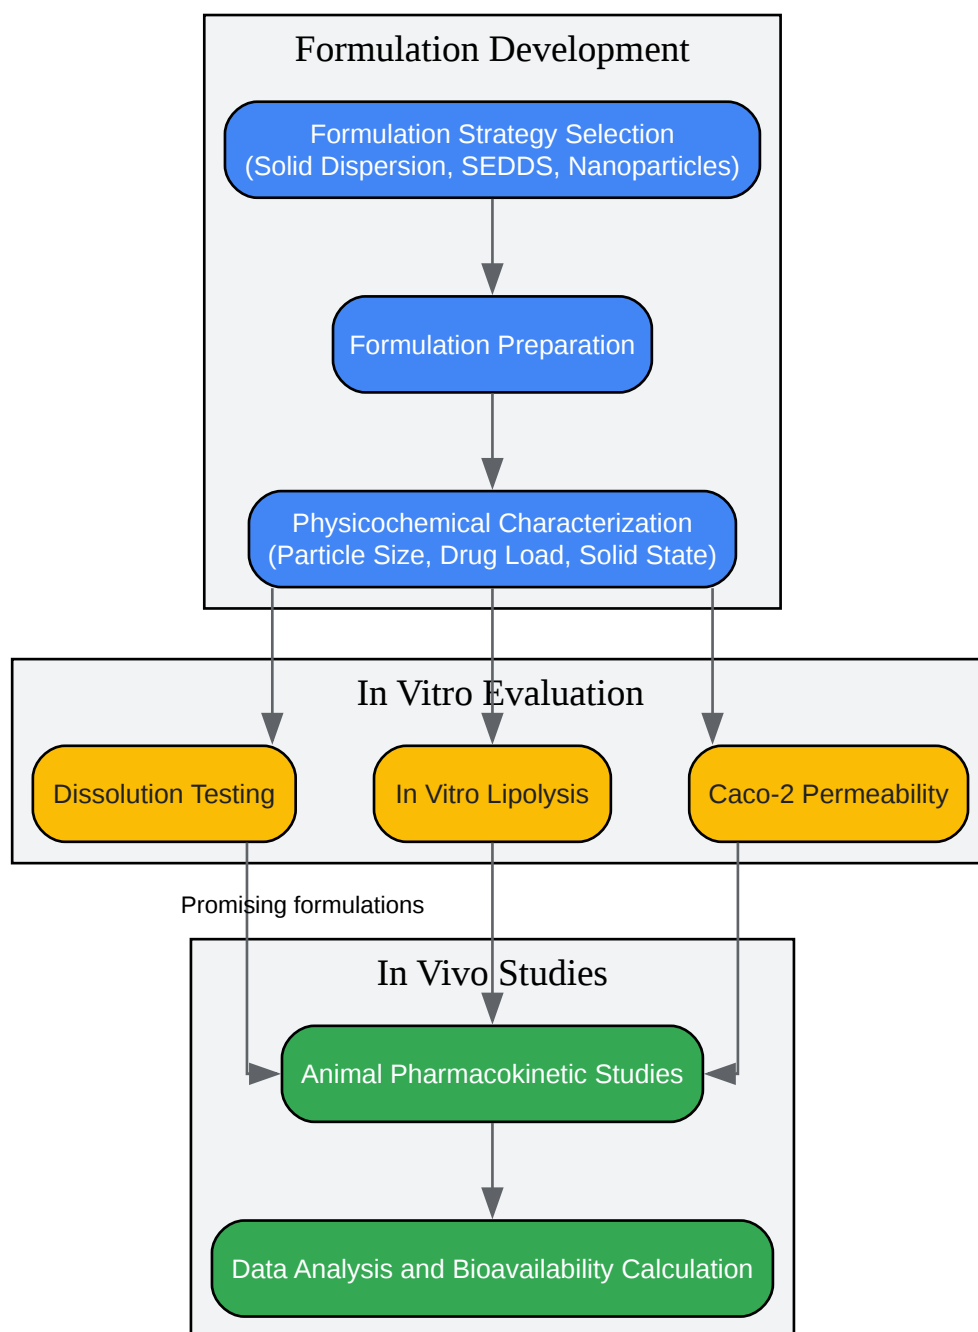 Formulation Development
Formulation Strategy Selection
(Solid Dispersion, SEDDS, Nanoparticles)
Formulation Preparation
Physicochemical Characterization
(Particle Size, Drug Load, Solid State)
In Vitro Evaluation
Dissolution Testing
In Vitro Lipolysis
Caco-2 Permeability
Promising formulations
In Vivo Studies
Animal Pharmacokinetic Studies
Data Analysis and Bioavailability Calculation